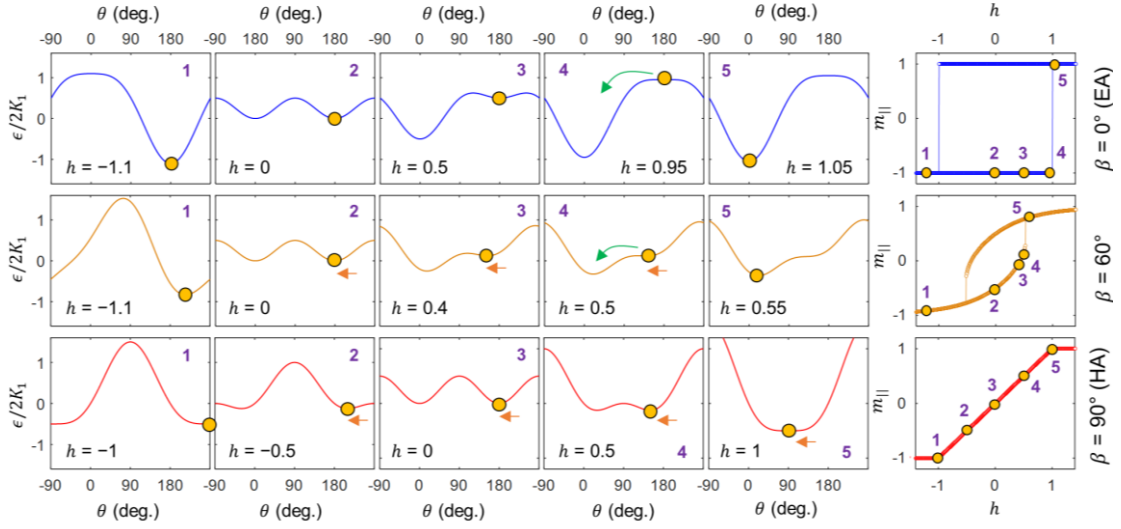 θ (deg.) θ (deg.) θ (deg.) θ (deg.) θ (deg.) h
-90 0 90 180 -90 0 90 180 -90 0 90 180 -90 0 90 180 -90 0 90 180 -1 0 1
ϵ/2K₁ 1 0 -1 1 h = −1.1
2 h = 0
3 h = 0.5
4 h = 0.95
5 h = 1.05
m|| 1 0 -1 1 2 3 4 5
β = 0° (EA)
ϵ/2K₁ 1 0 -1 1 h = −1.1
2 h = 0
3 h = 0.4
4 h = 0.5
5 h = 0.55
m|| 1 0 -1 1 2 3 4 5
β = 60°
ϵ/2K₁ 1 0 -1 1 h = −1
2 h = −0.5
3 h = 0
h = 0.5 4
h = 1 5
m|| 1 0 -1 1 2 3 4 5
β = 90° (HA)
-90 0 90 180 -90 0 90 180 -90 0 90 180 -90 0 90 180 -90 0 90 180 -90 -1 0 1
θ (deg.) θ (deg.) θ (deg.) θ (deg.) θ (deg.) h